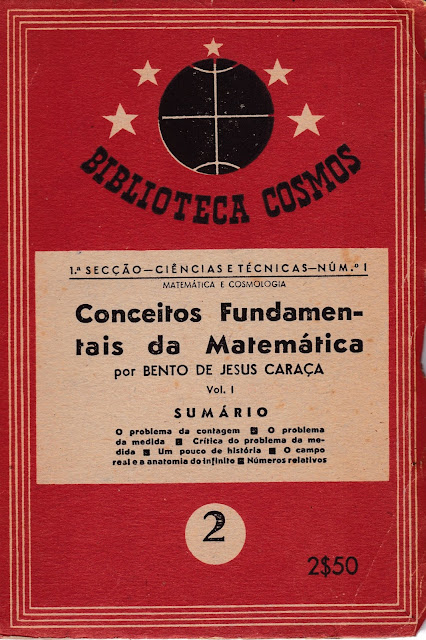 BIBLIOTECA COSMOS
1.ª SECÇÃO—CIÊNCIAS E TÉCNICAS—NÚM.º I
MATEMÁTICA E COSMOLOGIA
Conceitos Fundamen-
tais da Matemática
por BENTO DE JESUS CARAÇA
Vol. I
SUMÁRIO
O problema da contagem ■ O problema
da medida ■ Crítica do problema da me-
dida ■ Um pouco de história ■ O campo
real e a anatomia do infinito ■ Números relativos
2
2$50